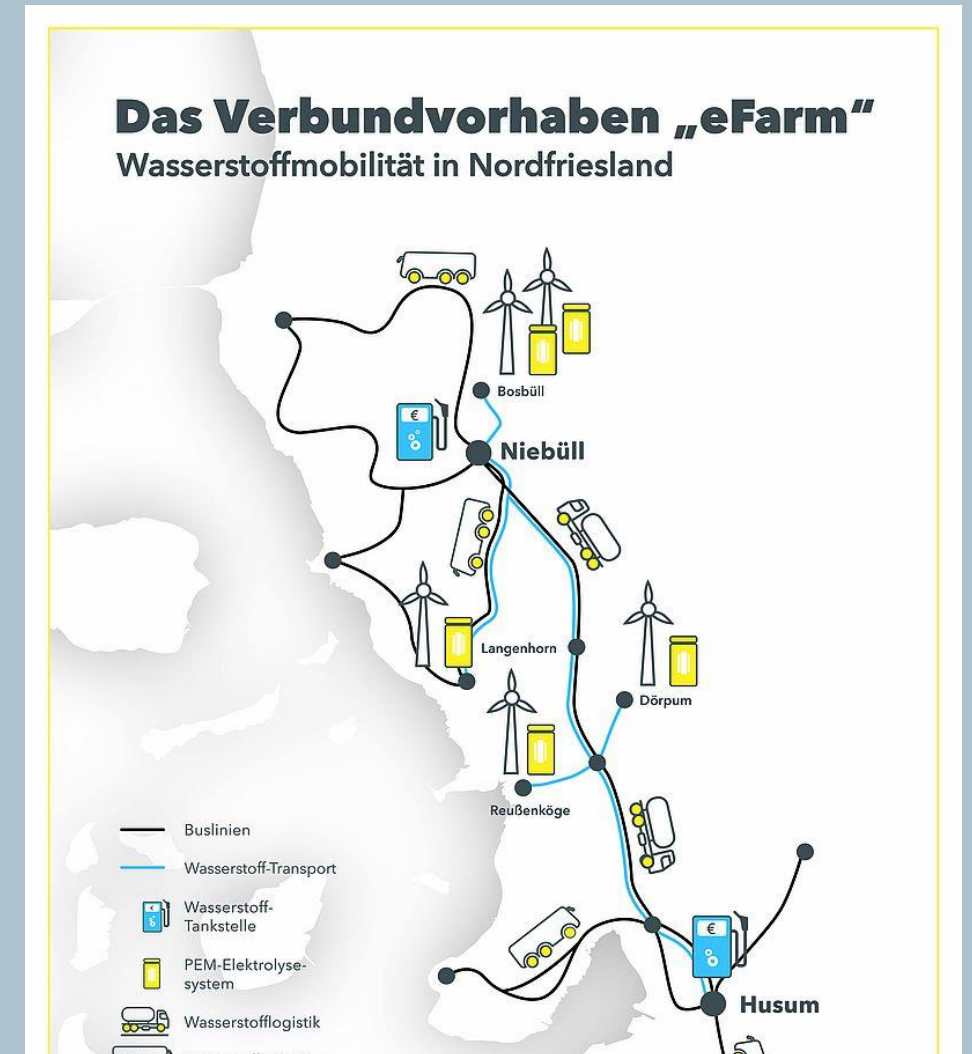 Das Verbundvorhaben „eFarm“
Wasserstoffmobilität in Nordfriesland
Bosbüll
€
Niebüll
Langenhorn
Dörpum
Reußenköge
Buslinien
Wasserstoff-Transport
€
Wasserstoff-
Tankstelle
€
PEM-Elektrolyse-
system
Wasserstofflogistik
Husum